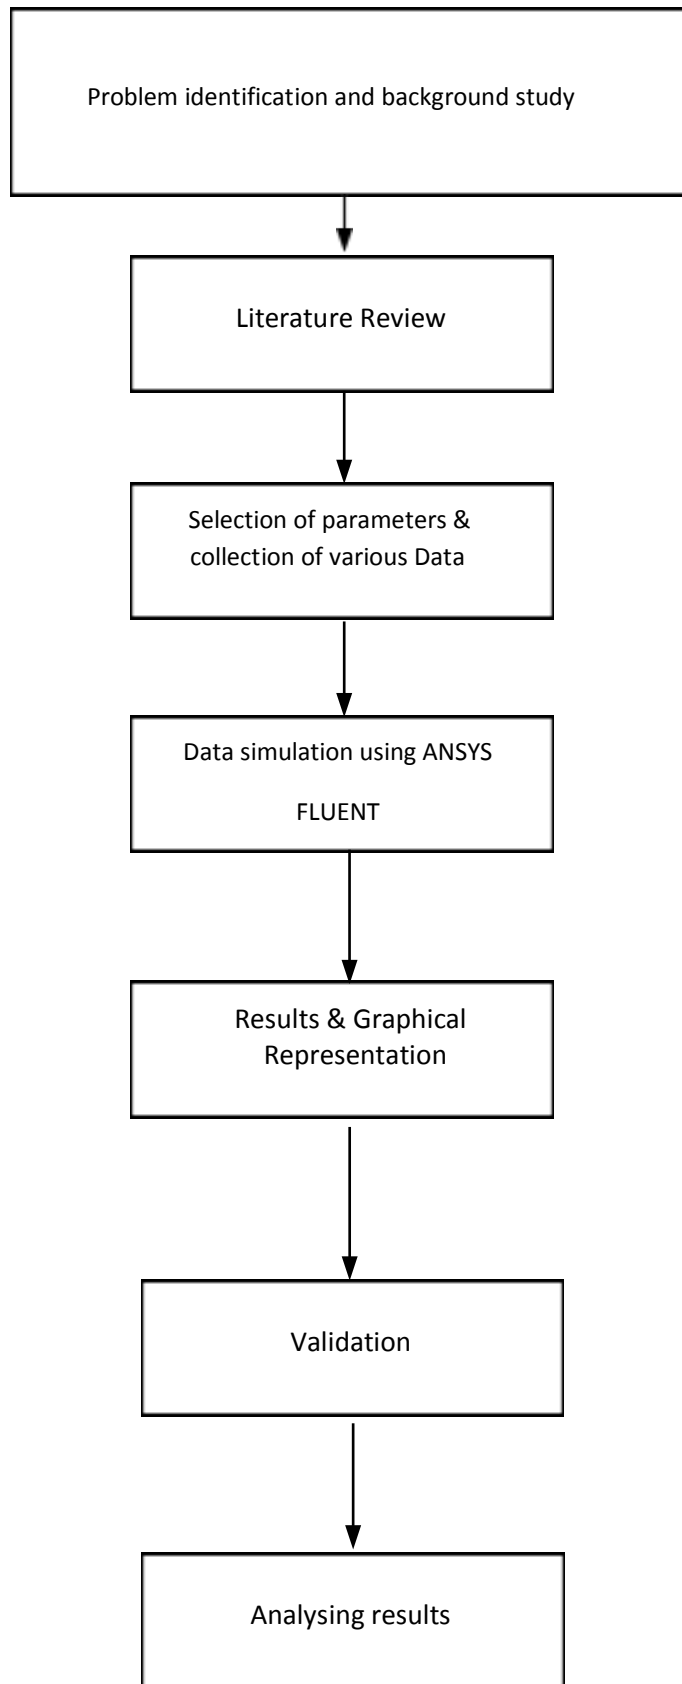 Problem identification and background study
Literature Review
Selection of parameters &
collection of various Data
Data simulation using ANSYS
FLUENT
Results & Graphical
Representation
Validation
Analysing results